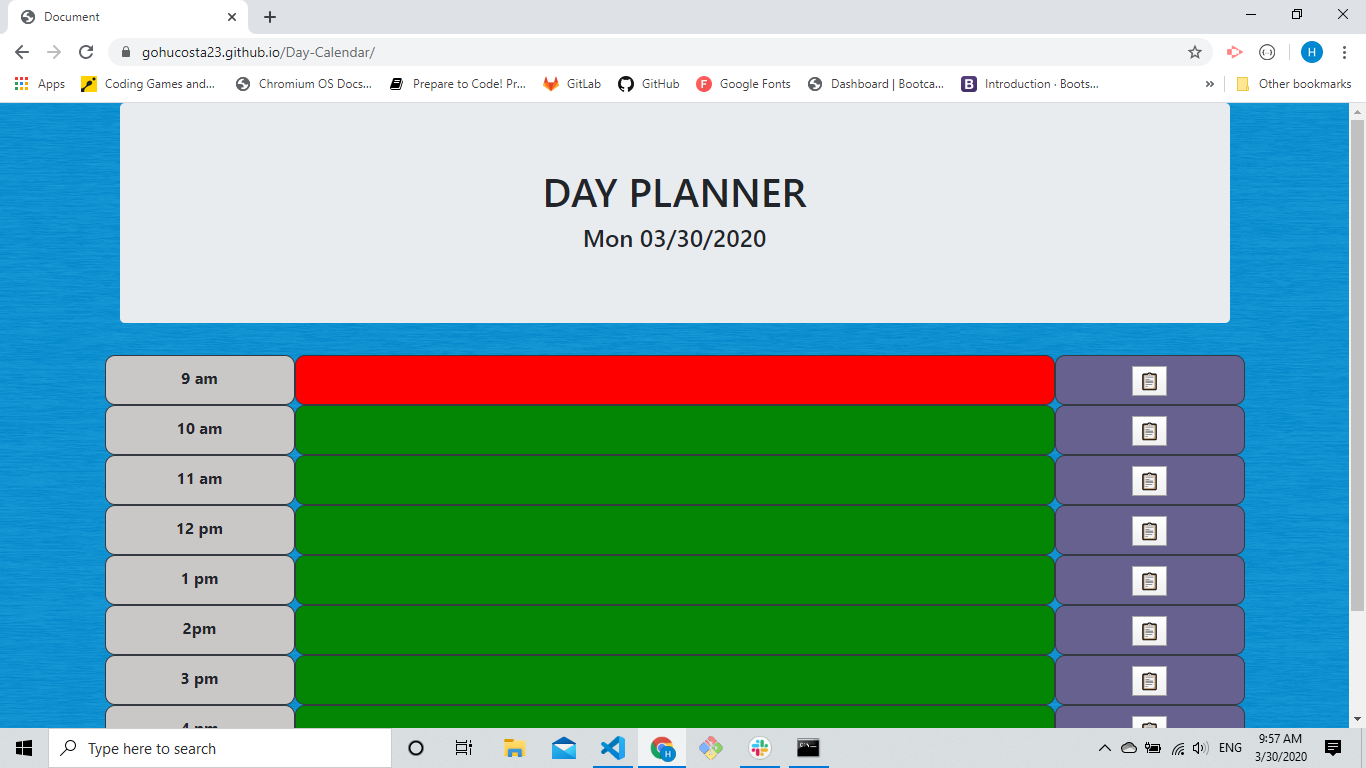 Document
gohucosta23.github.io/Day-Calendar/
H
Apps Coding Games and... Chromium OS Docs... Prepare to Code! Pr... GitLab GitHub F Google Fonts Dashboard | Bootca... B Introduction · Boots... » Other bookmarks
DAY PLANNER
Mon 03/30/2020
9 am
10 am
11 am
12 pm
1 pm
2pm
3 pm
4 pm
Type here to search
H
ENG
9:57 AM
3/30/2020